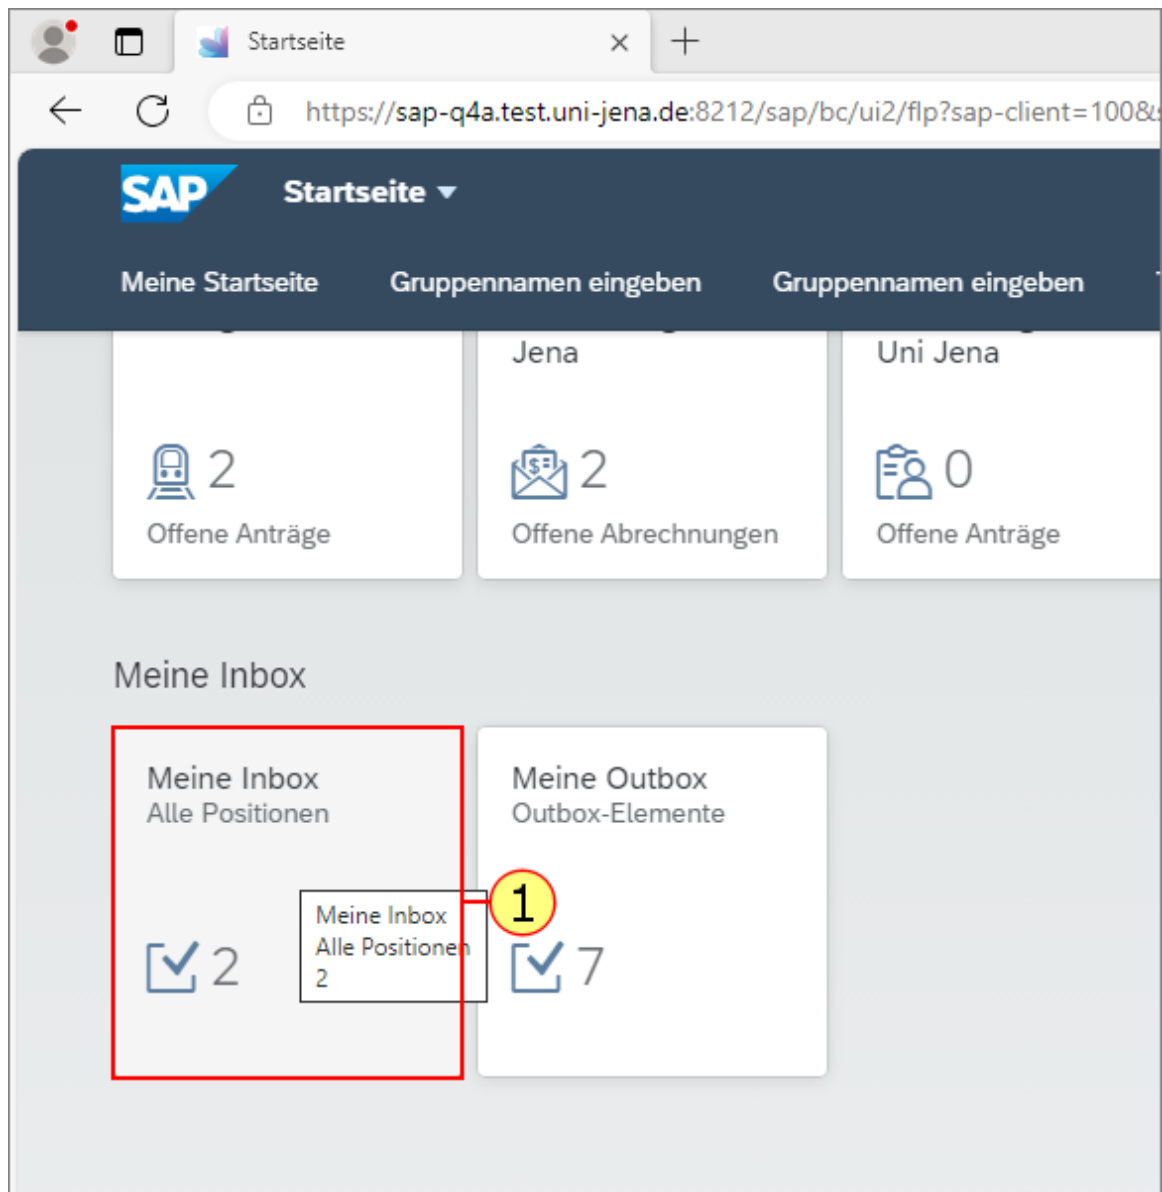 Startseite
https://sap-q4a.test.uni-jena.de:8212/sap/bc/ui2/flp?sap-client=100&
SAP Startseite
Meine Startseite Gruppennamen eingeben Gruppennamen eingeben
Jena Uni Jena
2 2 0
Offene Anträge Offene Abrechnungen Offene Anträge
Meine Inbox
Meine Inbox Meine Outbox
Alle Positionen Outbox-Elemente
1
Meine Inbox
Alle Positionen
2
2 7